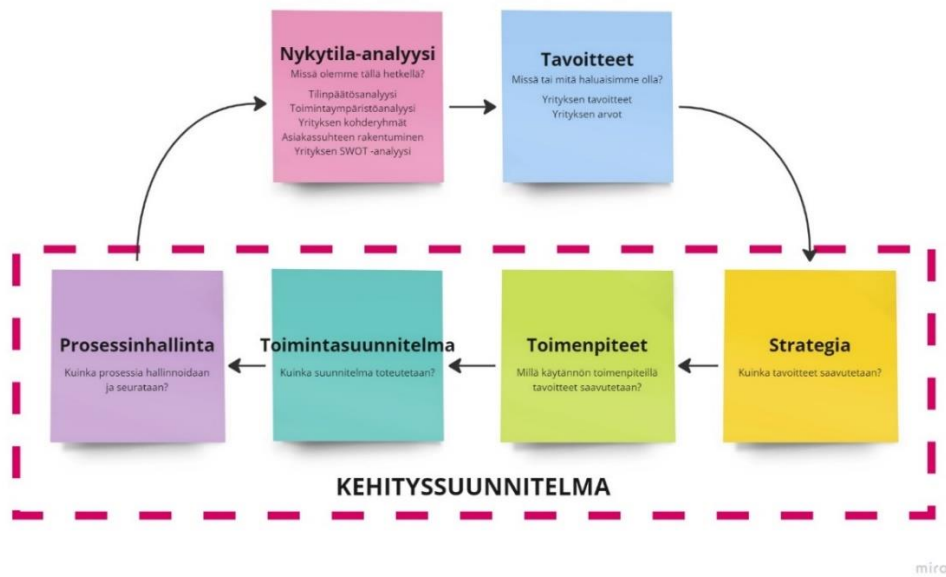 Nykytila-analyysi
Missä olemme tällä hetkellä?
Tilinpäätösanalyysi
Toimintaympäristöanalyysi
Yrityksen kohderyhmät
Asiakassuhteen rakentuminen
Yrityksen SWOT -analyysi
Tavoitteet
Missä tai mitä haluaisimme olla?
Yrityksen tavoitteet
Yrityksen arvot
Strategia
Kuinka tavoitteet saavutetaan?
Toimenpiteet
Millä käytännön toimenpiteillä
tavoitteet saavutetaan?
Toimintasuunnitelma
Kuinka suunnitelma toteutetaan?
Prosessinhallinta
Kuinka prosessia hallinnoidaan
ja seurataan?
KEHITYSSUUNNITELMA
miro